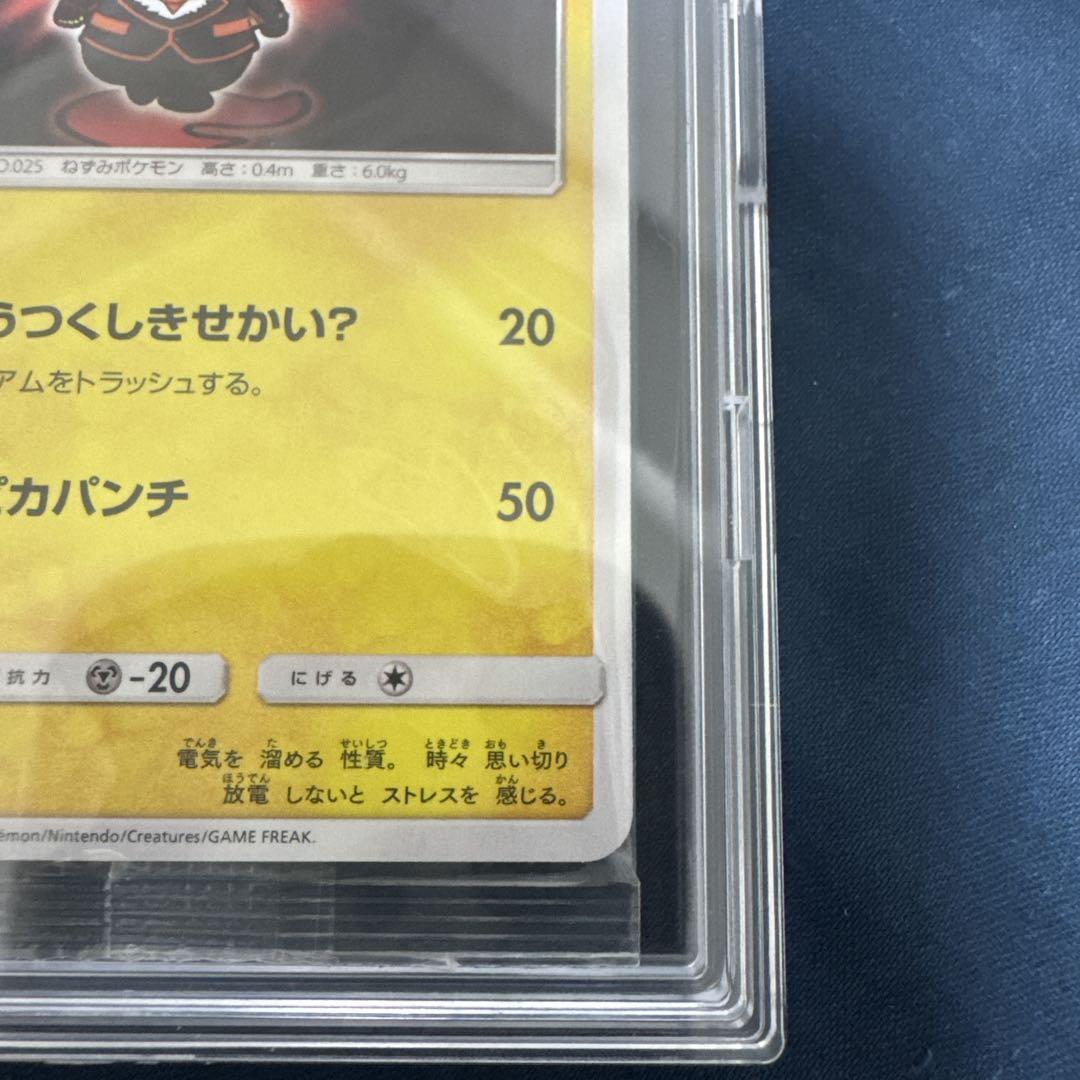 .025 ねずみポケモン 高さ:0.4m 重さ:6.0kg
うつくしきせかい? 20
アムをトラッシュする。
ピカパンチ 50
抗力 -20 にげる
電気を 溜める 性質。 時々 思い切り
放電 しないと ストレスを 感じる。
émon/Nintendo/Creatures/GAME FREAK.